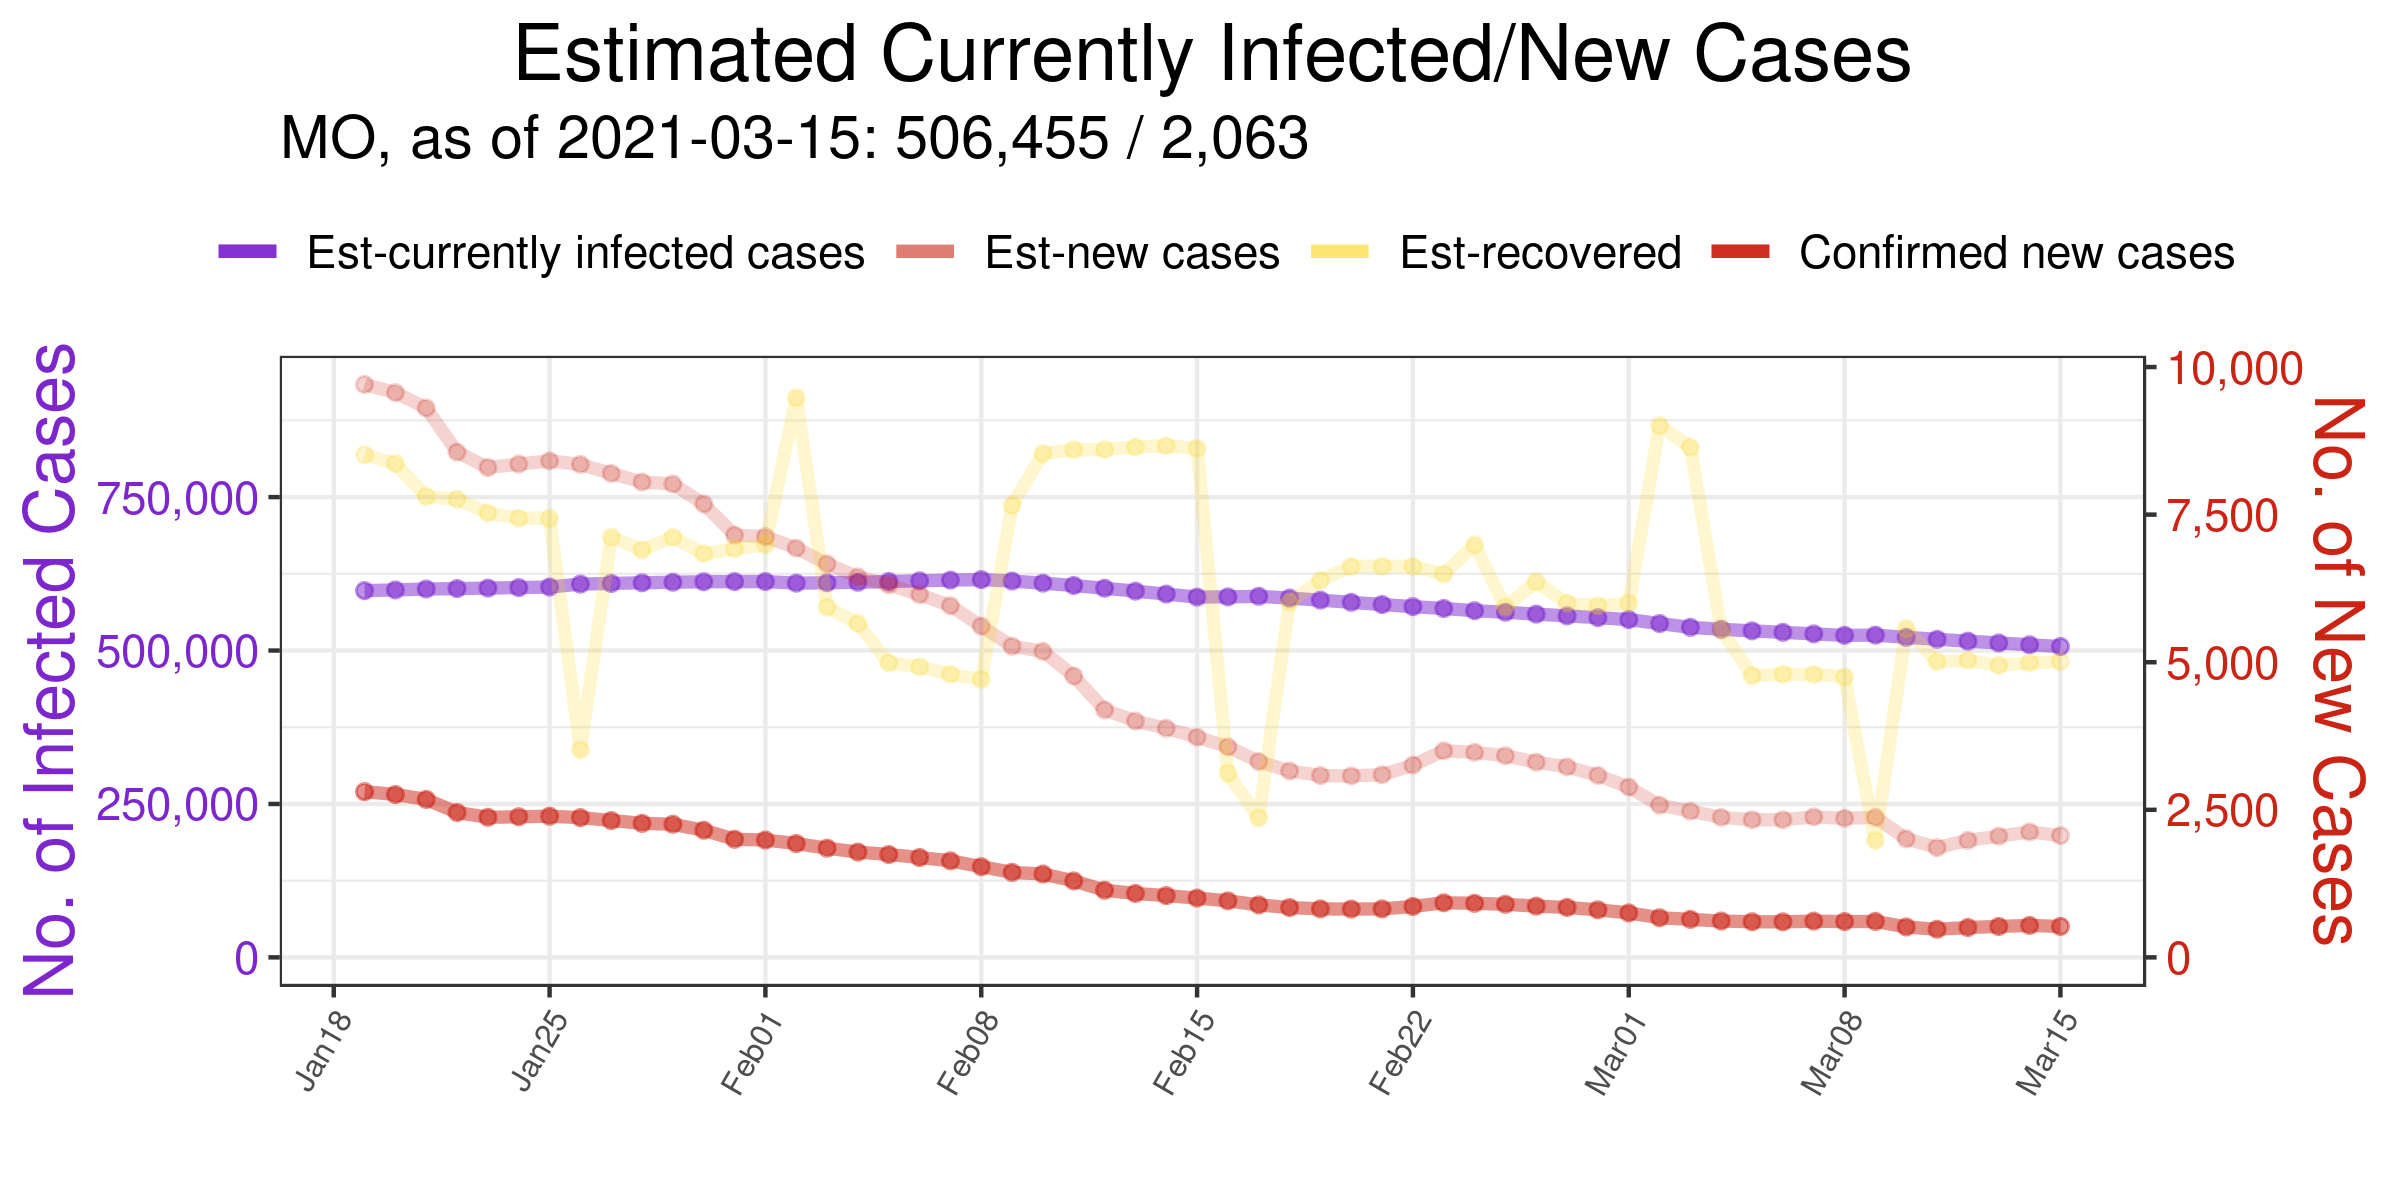 Estimated Currently Infected/New Cases
MO, as of 2021-03-15: 506,455 / 2,063
Est-currently infected cases Est-new cases Est-recovered Confirmed new cases
No. of Infected Cases
750,000
500,000
250,000
0
10,000
7,500
5,000
2,500
0
No. of New Cases
Jan18 Jan25 Feb01 Feb08 Feb15 Feb22 Mar01 Mar08 Mar15